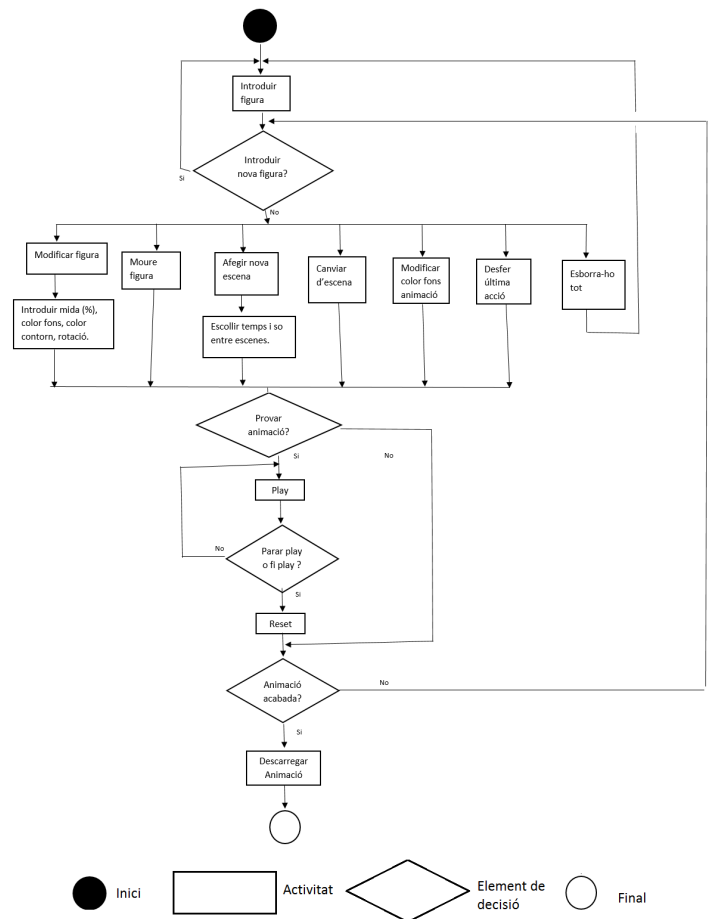 Introduir
figura
Introduir
nova figura?
Si
No
Modificar figura
Moure
figura
Afegir nova
escena
Canviar
d'escena
Modificar
color fons
animació
Desfer
última
acció
Esborra-ho
tot
Introduir mida (%),
color fons, color
contorn, rotació.
Escollir temps i so
entre escenes.
Provar
animació?
Si
No
Play
No
Parar play
o fi play ?
Si
Reset
Animació
acabada?
No
Si
Descarregar
Animació
Inici
Activitat
Element de
decisió
Final